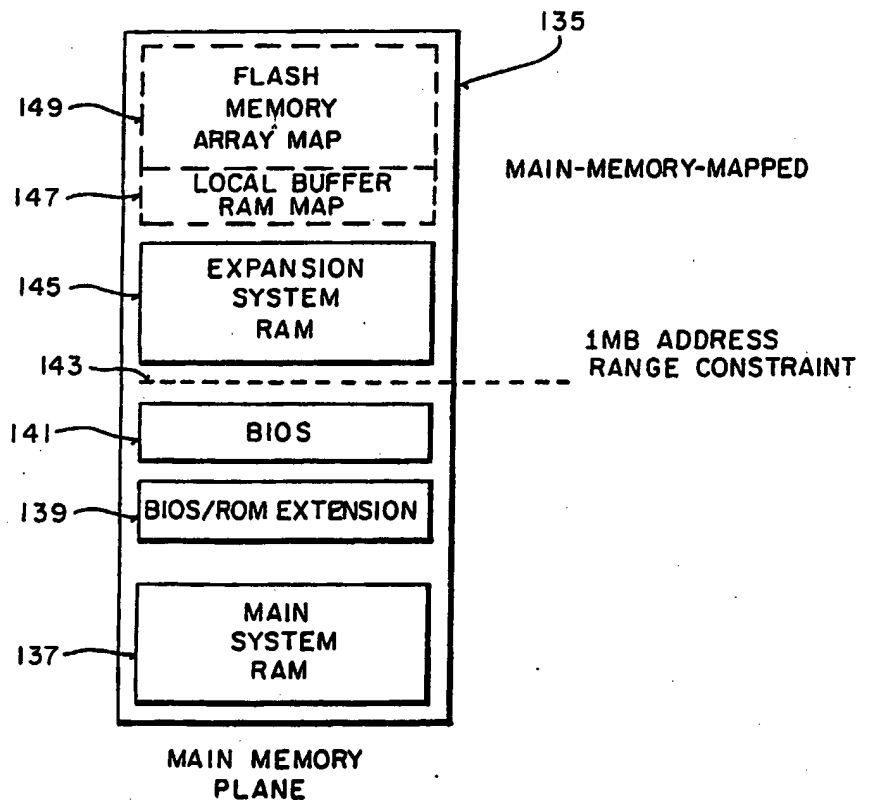 135
149
FLASH
MEMORY
ARRAY MAP
MAIN-MEMORY-MAPPED
147
LOCAL BUFFER
RAM MAP
145
EXPANSION
SYSTEM
RAM
143
1MB ADDRESS
RANGE CONSTRAINT
141
BIOS
139
BIOS/ROM EXTENSION
137
MAIN
SYSTEM
RAM
MAIN MEMORY
PLANE